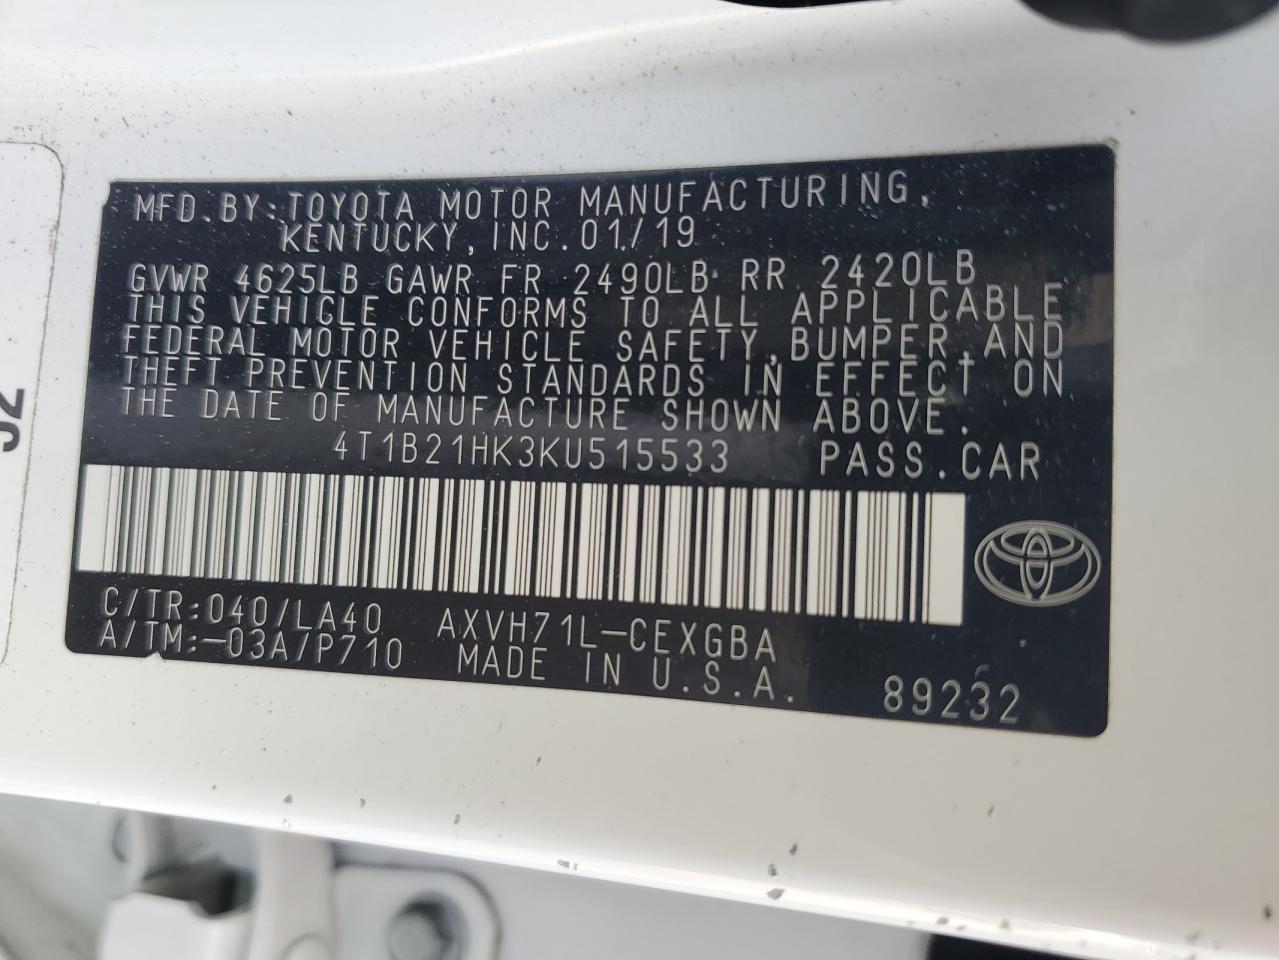 MFD.BY:TOYOTA MOTOR MANUFACTURING,
KENTUCKY,INC.01/19
GVWR 4625LB GAWR FR 2490LB RR 2420LB
THIS VEHICLE CONFORMS TO ALL APPLICABLE
FEDERAL MOTOR VEHICLE SAFETY,BUMPER,AND
THEFT PREVENTION STANDARDS IN EFFECT ON
THE DATE OF MANUFACTURE SHOWN ABOVE.
4T1B21HK3KU515533 PASS.CAR
C/TR:040/LA40 AXVH71L-CEXGBA
A/TM:-03A/P710 MADE IN U.S.A.
89232